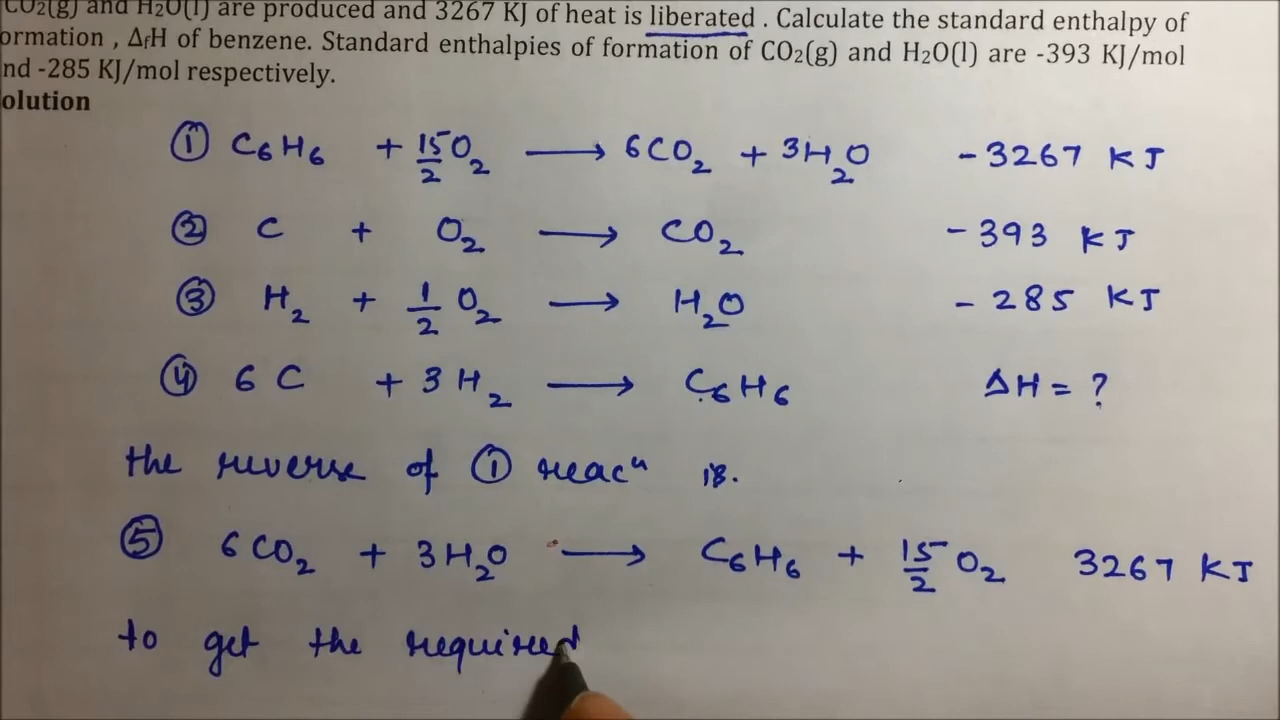 CO₂(g) and H₂O(l) are produced and 3267 KJ of heat is liberated . Calculate the standard enthalpy of
ormation , ΔfH of benzene. Standard enthalpies of formation of CO₂(g) and H₂O(l) are -393 KJ/mol
nd -285 KJ/mol respectively.
olution
① C₆H₆ + 15/2 O₂ ⟶ 6CO₂ + 3H₂O - 3267 KJ
② C + O₂ ⟶ CO₂ - 393 KJ
③ H₂ + 1/2 O₂ ⟶ H₂O - 285 KJ
④ 6 C + 3 H₂ ⟶ C₆H₆ ΔH = ?
the reverse of ① reacⁿ is.
⑤ 6CO₂ + 3H₂O ⟶ C₆H₆ + 15/2 O₂ 3267 KJ
to get the required